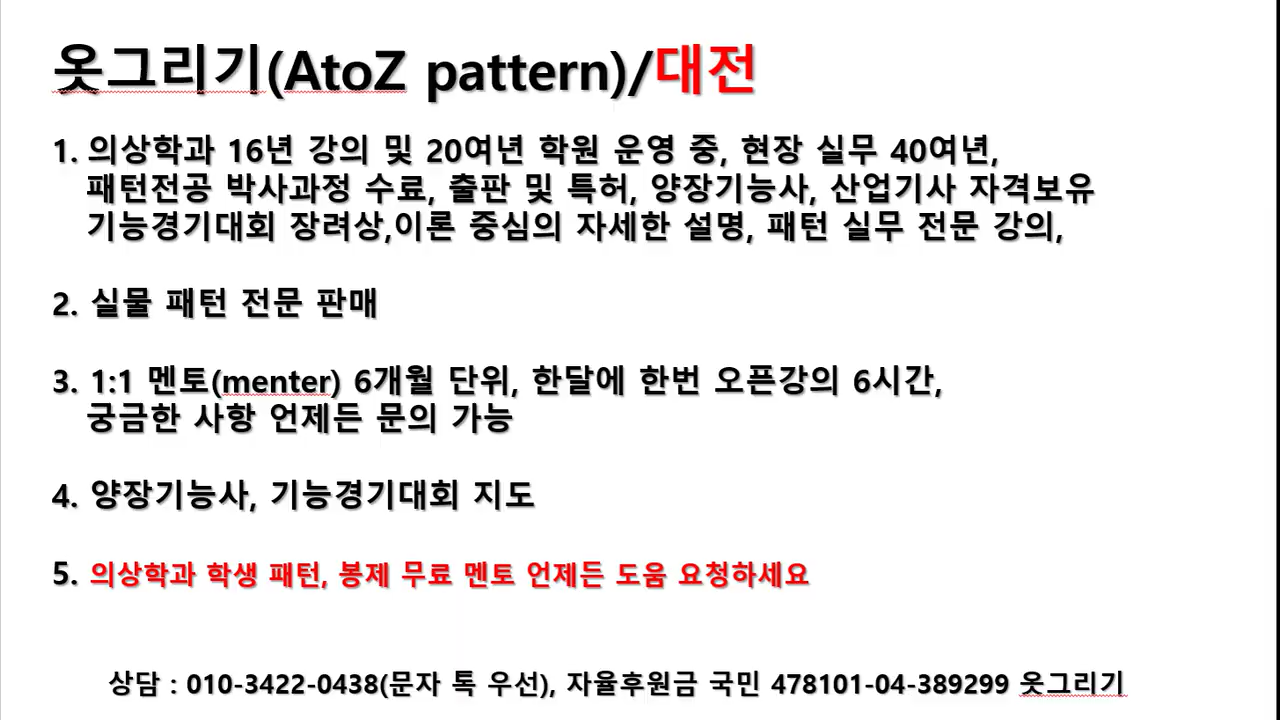 옷그리기(AtoZ pattern)/대전
1. 의상학과 16년 강의 및 20여년 학원 운영 중, 현장 실무 40여년,
패턴전공 박사과정 수료, 출판 및 특허, 양장기능사, 산업기사 자격보유
기능경기대회 장려상,이론 중심의 자세한 설명, 패턴 실무 전문 강의,
2. 실물 패턴 전문 판매
3. 1:1 멘토(menter) 6개월 단위, 한달에 한번 오픈강의 6시간,
궁금한 사항 언제든 문의 가능
4. 양장기능사, 기능경기대회 지도
5. 의상학과 학생 패턴, 봉제 무료 멘토 언제든 도움 요청하세요
상담 : 010-3422-0438(문자 톡 우선), 자율후원금 국민 478101-04-389299 옷그리기